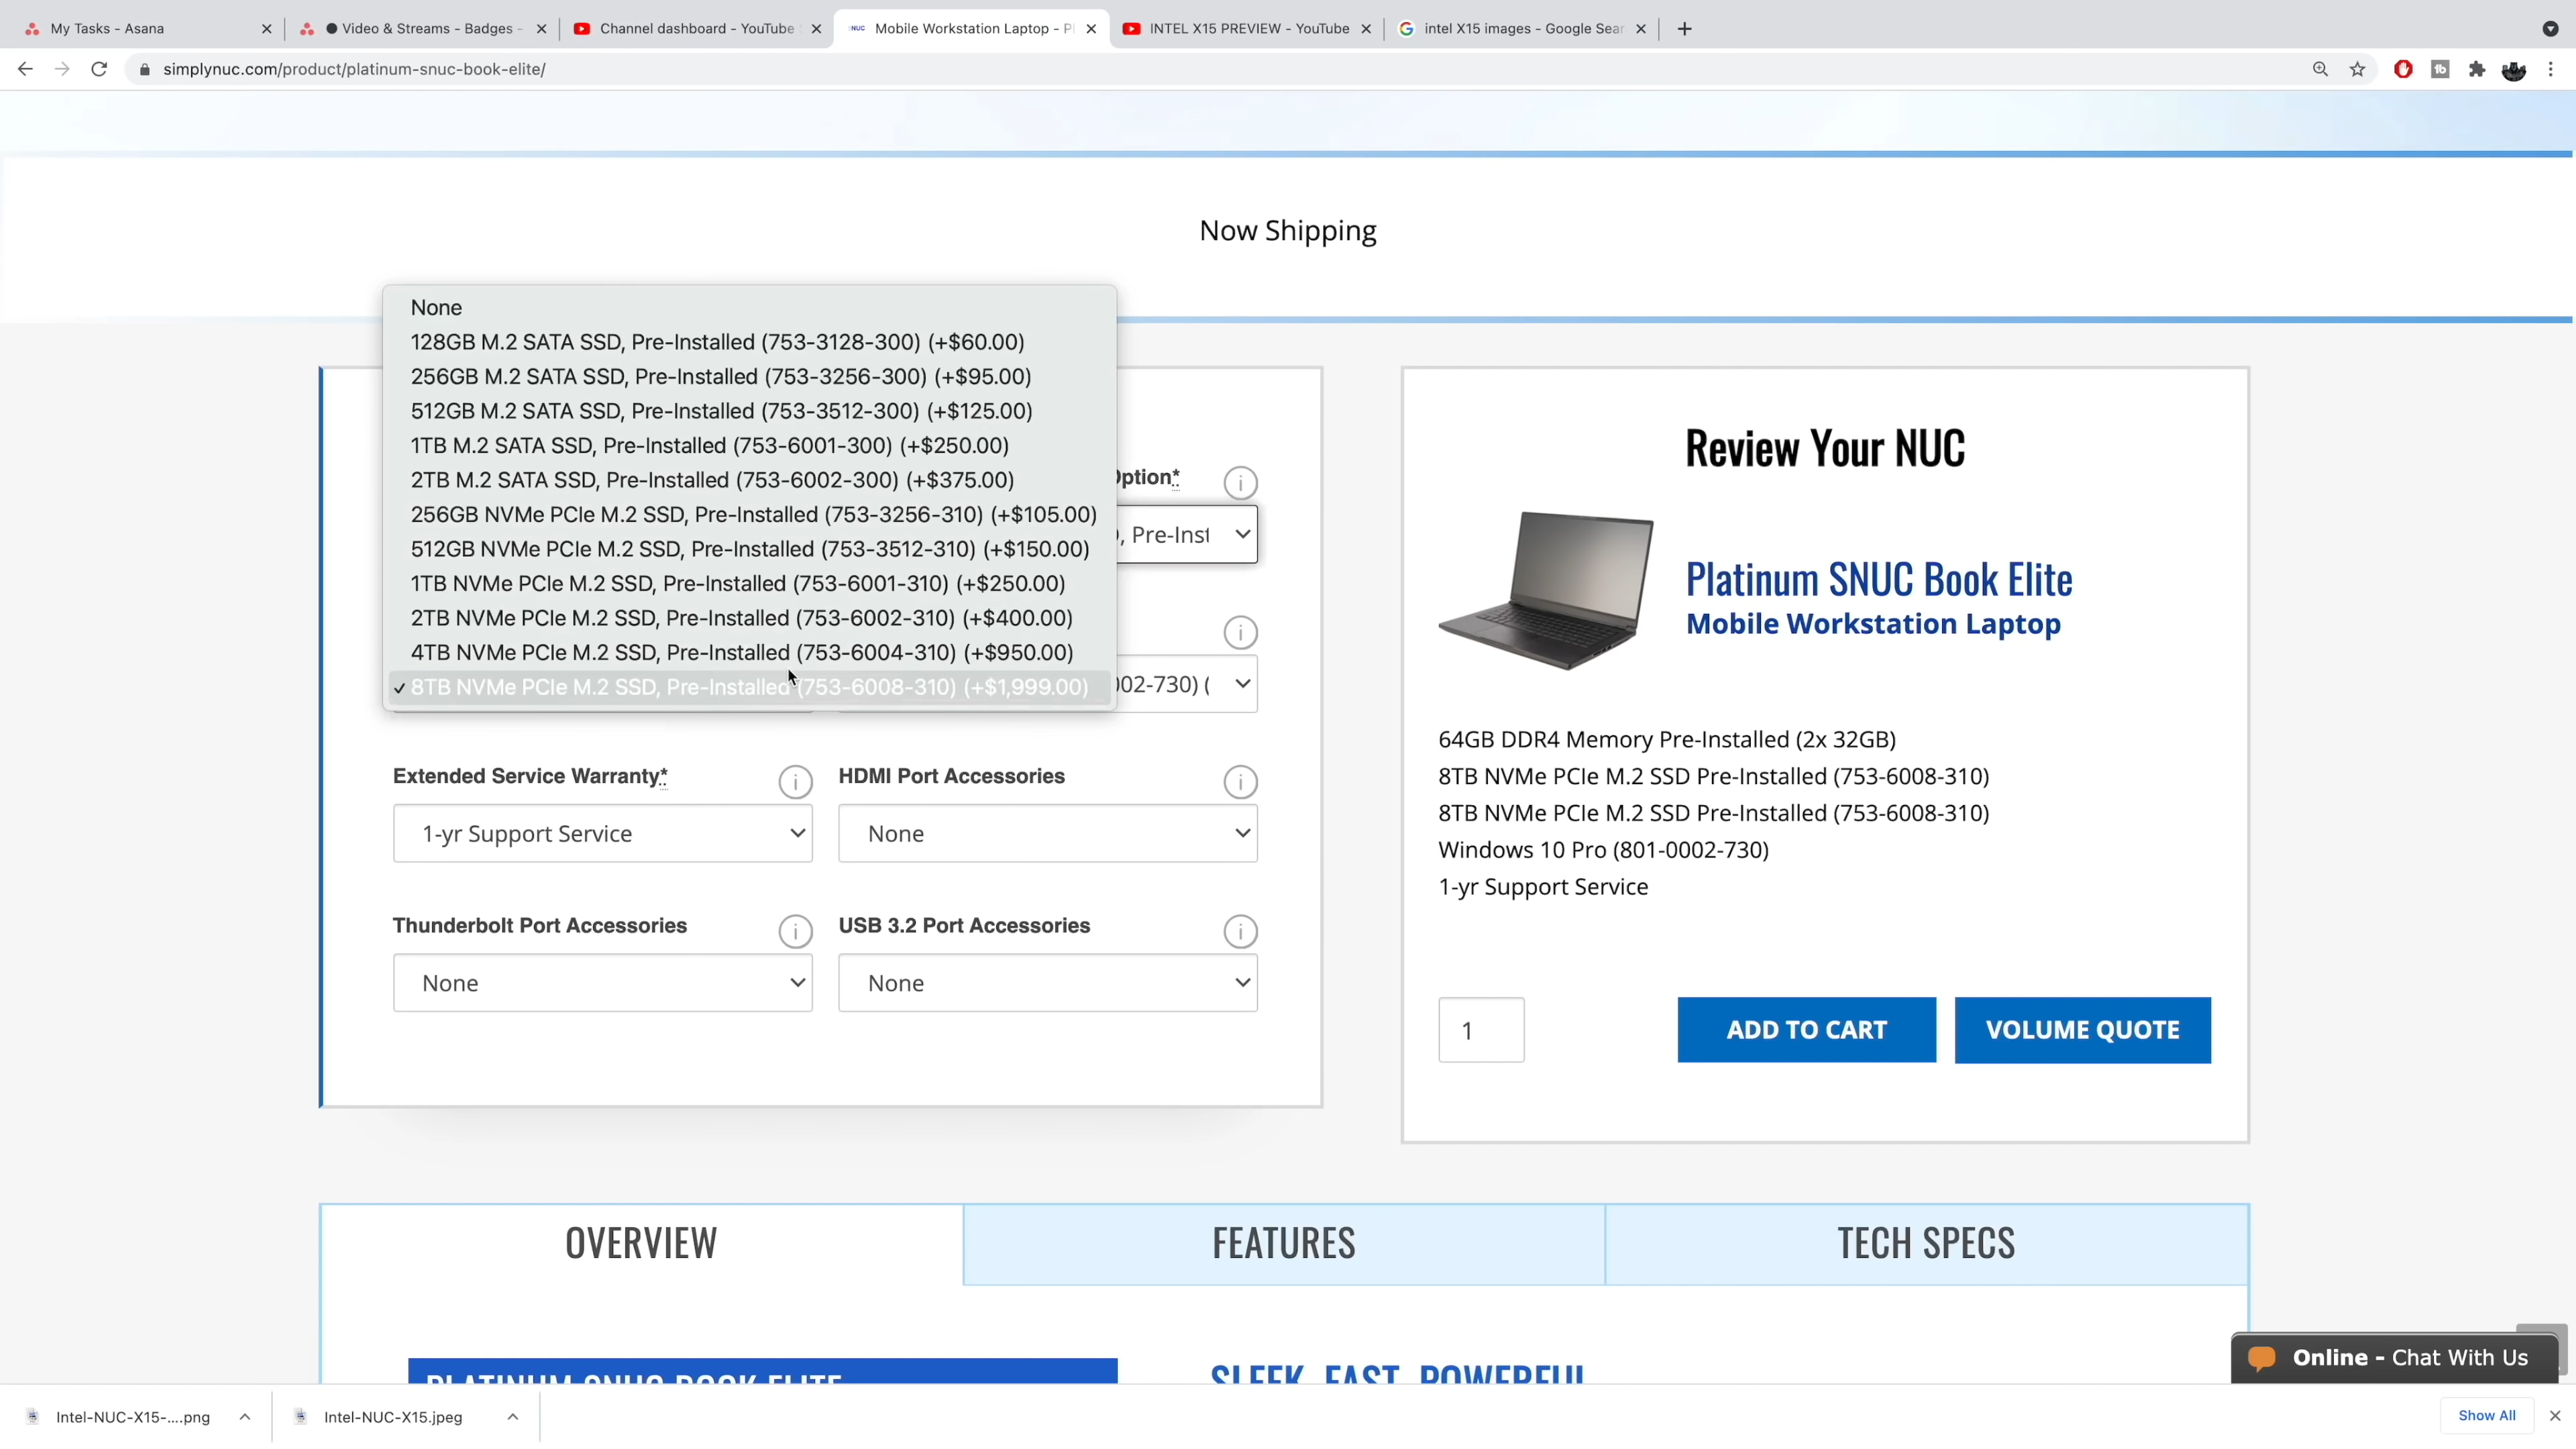 My Tasks - Asana
Video & Streams - Badges -
Channel dashboard - YouTube
NUC
Mobile Workstation Laptop - P
INTEL X15 PREVIEW - YouTube
intel X15 images - Google Sear
simplynuc.com/product/platinum-snuc-book-elite/
Now Shipping
None
128GB M.2 SATA SSD, Pre-Installed (753-3128-300) (+$60.00)
256GB M.2 SATA SSD, Pre-Installed (753-3256-300) (+$95.00)
512GB M.2 SATA SSD, Pre-Installed (753-3512-300) (+$125.00)
1TB M.2 SATA SSD, Pre-Installed (753-6001-300) (+$250.00)
2TB M.2 SATA SSD, Pre-Installed (753-6002-300) (+$375.00)
256GB NVMe PCIe M.2 SSD, Pre-Installed (753-3256-310) (+$105.00)
512GB NVMe PCIe M.2 SSD, Pre-Installed (753-3512-310) (+$150.00)
1TB NVMe PCIe M.2 SSD, Pre-Installed (753-6001-310) (+$250.00)
2TB NVMe PCIe M.2 SSD, Pre-Installed (753-6002-310) (+$400.00)
4TB NVMe PCIe M.2 SSD, Pre-Installed (753-6004-310) (+$950.00)
✓ 8TB NVMe PCIe M.2 SSD, Pre-Installed (753-6008-310) (+$1,999.00)
Option*
, Pre-Inst
02-730) (
Extended Service Warranty*
HDMI Port Accessories
1-yr Support Service
None
Thunderbolt Port Accessories
USB 3.2 Port Accessories
None
None
Review Your NUC
Platinum SNUC Book Elite
Mobile Workstation Laptop
64GB DDR4 Memory Pre-Installed (2x 32GB)
8TB NVMe PCIe M.2 SSD Pre-Installed (753-6008-310)
8TB NVMe PCIe M.2 SSD Pre-Installed (753-6008-310)
Windows 10 Pro (801-0002-730)
1-yr Support Service
1
ADD TO CART
VOLUME QUOTE
OVERVIEW
FEATURES
TECH SPECS
PLATINUM SNUC BOOK ELITE
SLEEK. FAST. POWERFUL
Online - Chat With Us
Intel-NUC-X15-....png
Intel-NUC-X15.jpeg
Show All